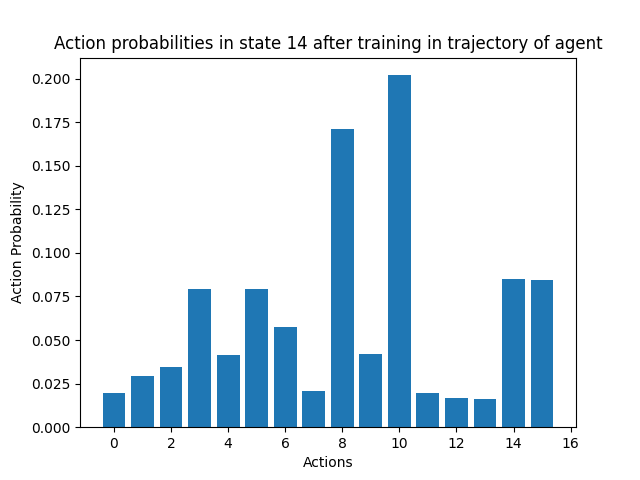 Action probabilities in state 14 after training in trajectory of agent
0.200
0.175
0.150
0.125
0.100
0.075
0.050
0.025
0.000
Action Probability
0 2 4 6 8 10 12 14 16
Actions